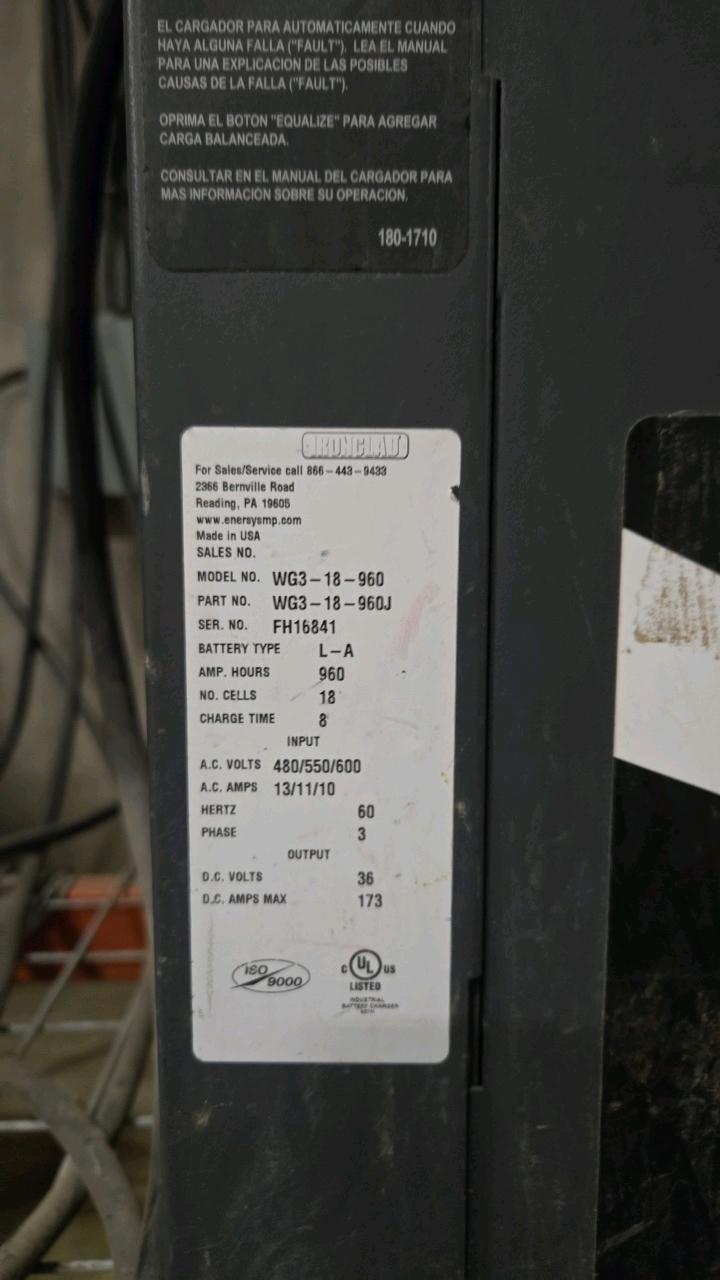 EL CARGADOR PARA AUTOMATICAMENTE CUANDO
HAYA ALGUNA FALLA ("FAULT"). LEA EL MANUAL
PARA UNA EXPLICACION DE LAS POSIBLES
CAUSAS DE LA FALLA ("FAULT").
OPRIMA EL BOTON "EQUALIZE" PARA AGREGAR
CARGA BALANCEADA.
CONSULTAR EN EL MANUAL DEL CARGADOR PARA
MAS INFORMACION SOBRE SU OPERACION.
180-1710
IRONCLAD
For Sales/Service call 866-443-9433
2366 Bernville Road
Reading, PA 19605
www.enersysmp.com
Made in USA
SALES NO.
MODEL NO. WG3-18-960
PART NO. WG3-18-960J
SER. NO. FH16841
BATTERY TYPE L-A
AMP. HOURS 960
NO. CELLS 18
CHARGE TIME 8
INPUT
A.C. VOLTS 480/550/600
A.C. AMPS 13/11/10
HERTZ 60
PHASE 3
OUTPUT
D.C. VOLTS 36
D.C. AMPS MAX 173
ISO 9000
C UL US
LISTED
INDUSTRIAL
BATTERY CHARGER